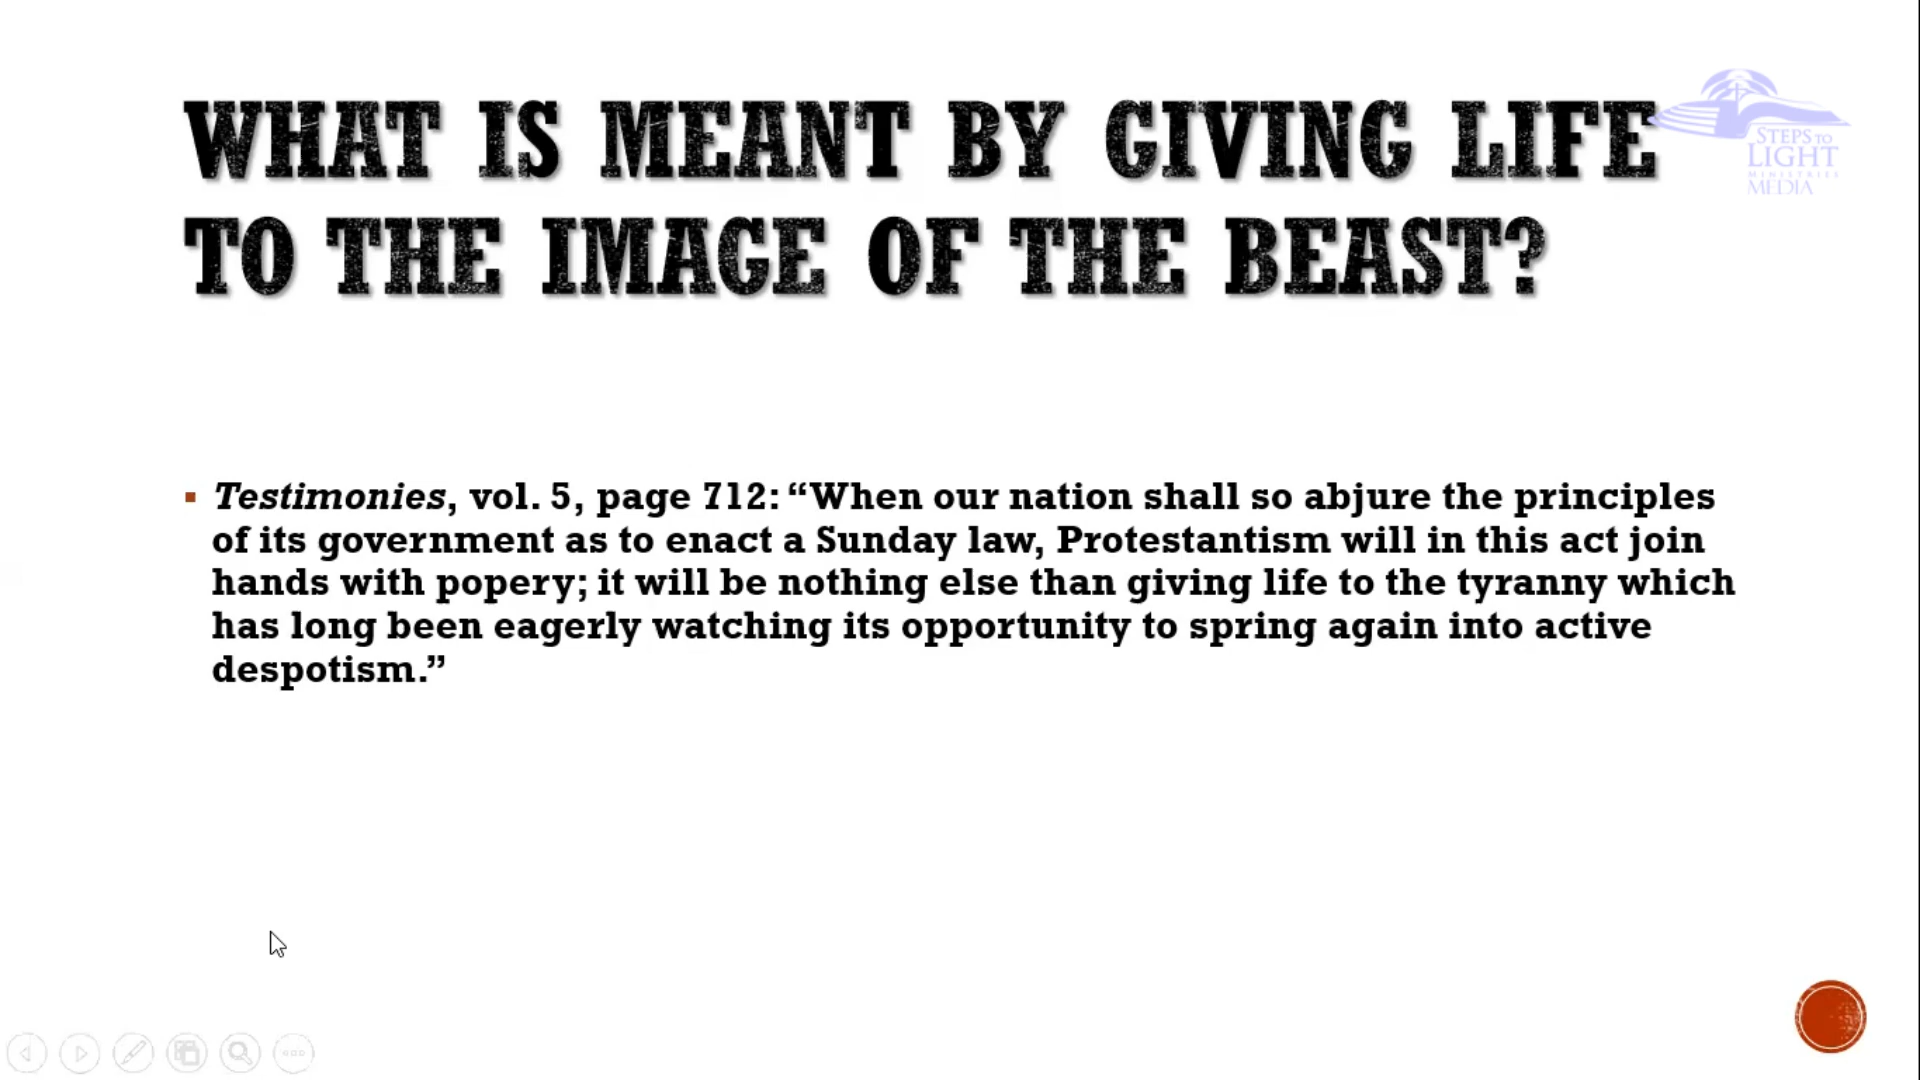 WHAT IS MEANT BY GIVING LIFE
TO THE IMAGE OF THE BEAST?
STEPS TO
LIGHT
MINISTRIES
MEDIA
Testimonies, vol. 5, page 712: “When our nation shall so abjure the principles
of its government as to enact a Sunday law, Protestantism will in this act join
hands with popery; it will be nothing else than giving life to the tyranny which
has long been eagerly watching its opportunity to spring again into active
despotism.”